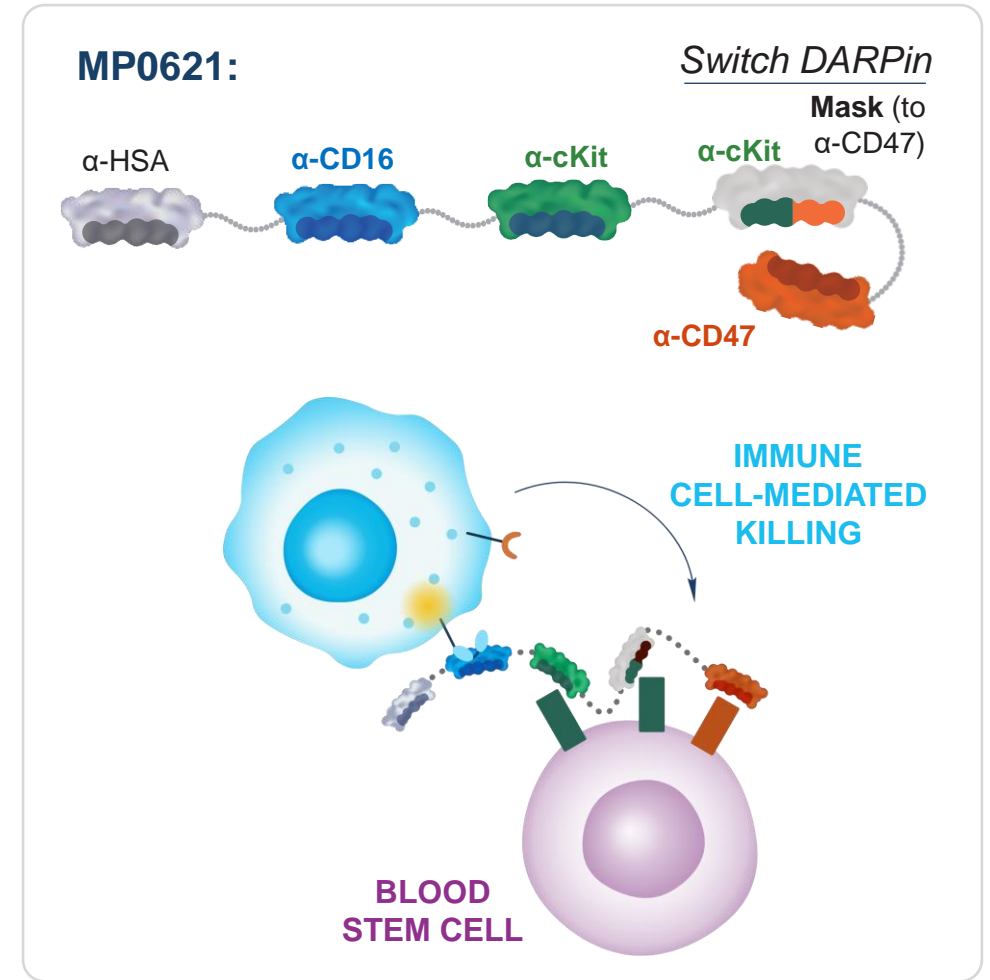 MP0621:
Switch DARPin
Mask (to
α-CD47)
α-HSA
α-CD16
α-cKit
α-cKit
α-CD47
IMMUNE
CELL-MEDIATED
KILLING
BLOOD
STEM CELL